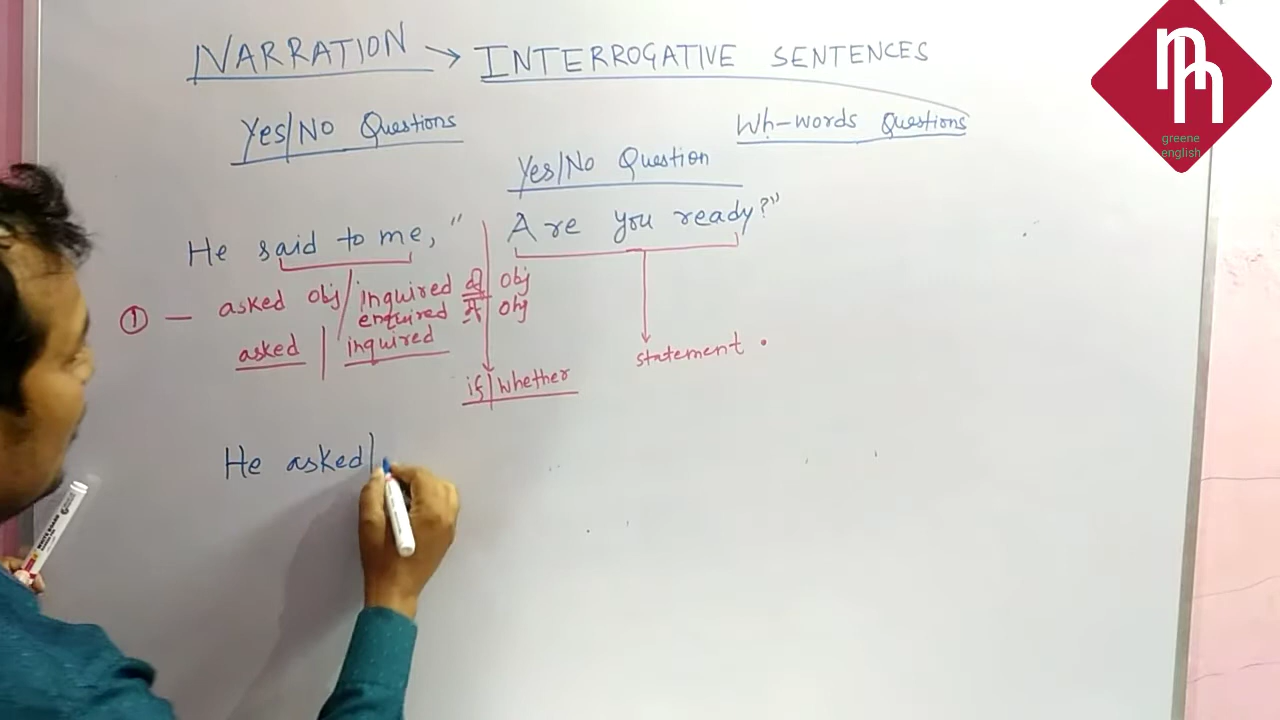 NARRATION → INTERROGATIVE SENTENCES
Yes/No Questions
Wh-words Questions
Yes/No Question
He said to me, " Are you ready?"
① — asked obj/inquired of obj
enquired of obj
asked | inquired
if | whether
statement .
He asked|
greene
english